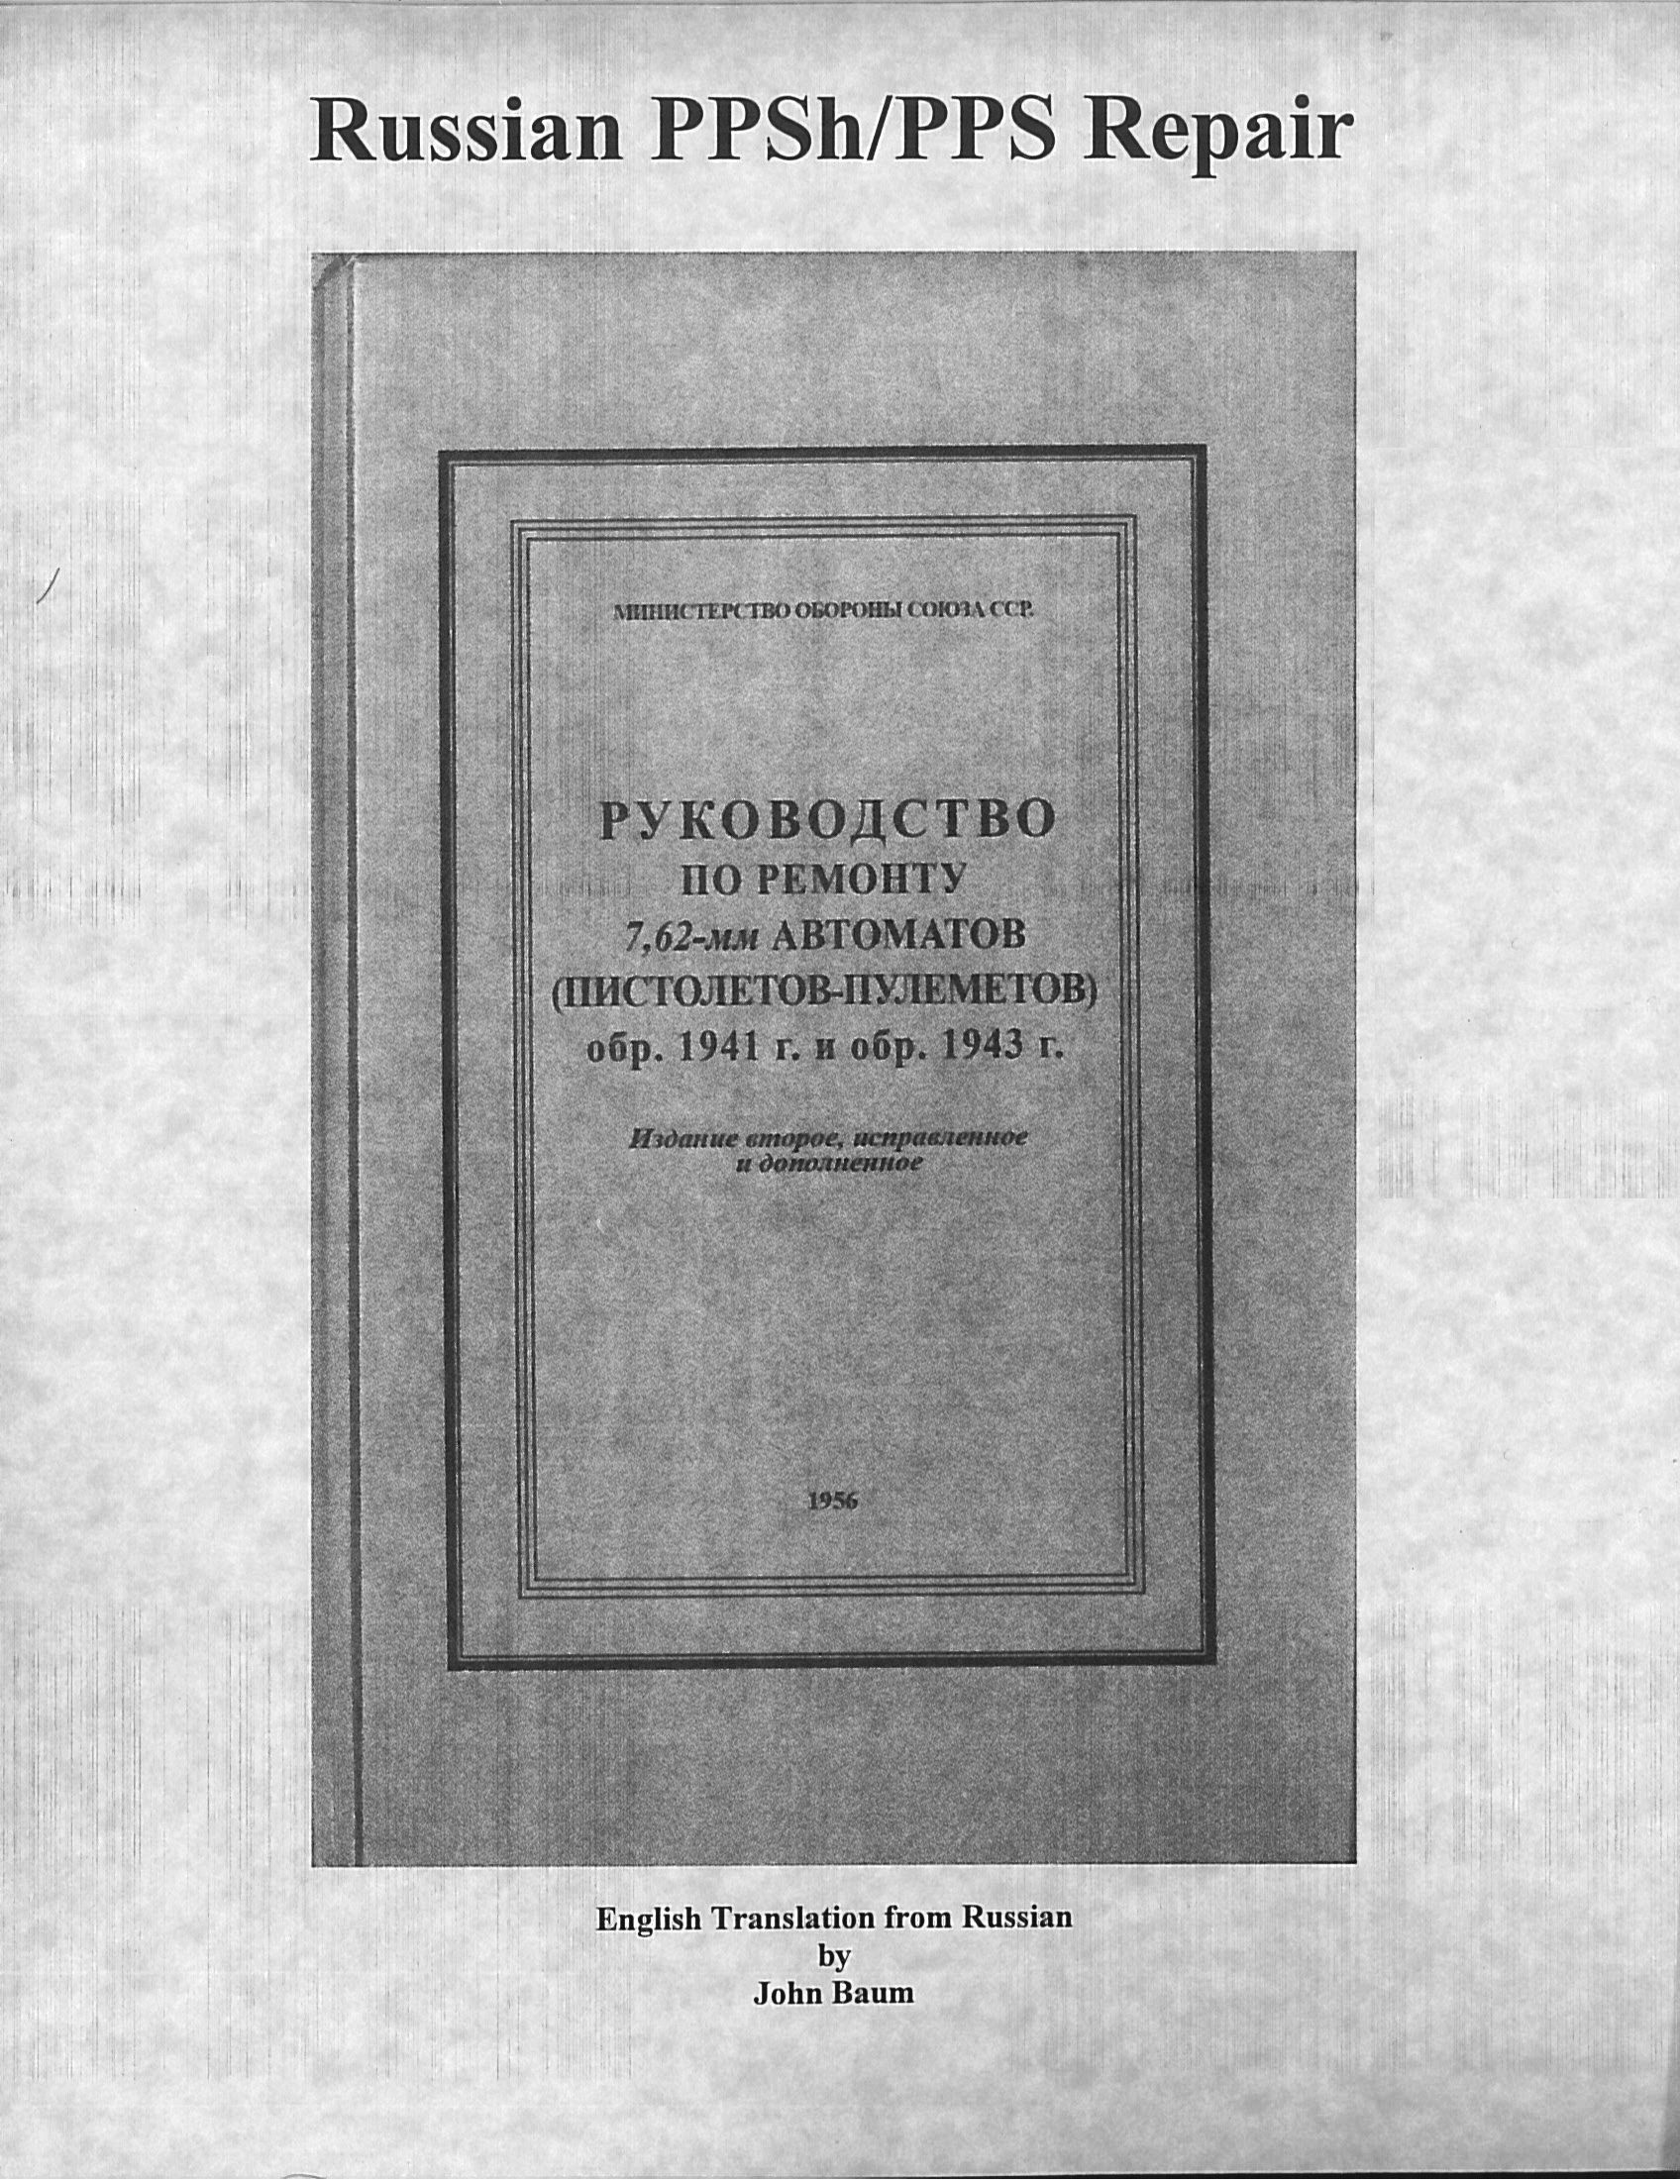 Russian PPSh/PPS Repair
МИНИСТЕРСТВО ОБОРОНЫ СОЮЗА ССР.
РУКОВОДСТВО
ПО РЕМОНТУ
7,62-мм АВТОМАТОВ
(ПИСТОЛЕТОВ-ПУЛЕМЕТОВ)
обр. 1941 г. и обр. 1943 г.
Издание второе, исправленное
и дополненное
1956
English Translation from Russian
by
John Baum